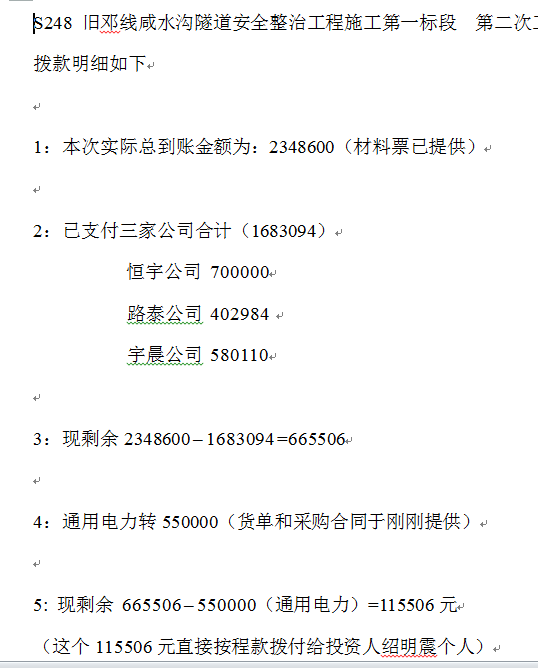 S248 旧邓线咸水沟隧道安全整治工程施工第一标段 第二次
拨款明细如下
1：本次实际总到账金额为：2348600（材料票已提供）
2：已支付三家公司合计（1683094）
恒宇公司 700000
路泰公司 402984
宇晨公司 580110
3：现剩余 2348600–1683094=665506
4：通用电力转 550000（货单和采购合同于刚刚提供）
5: 现剩余 665506–550000（通用电力）=115506 元
（这个 115506 元直接按程款拨付给投资人绍明震个人）